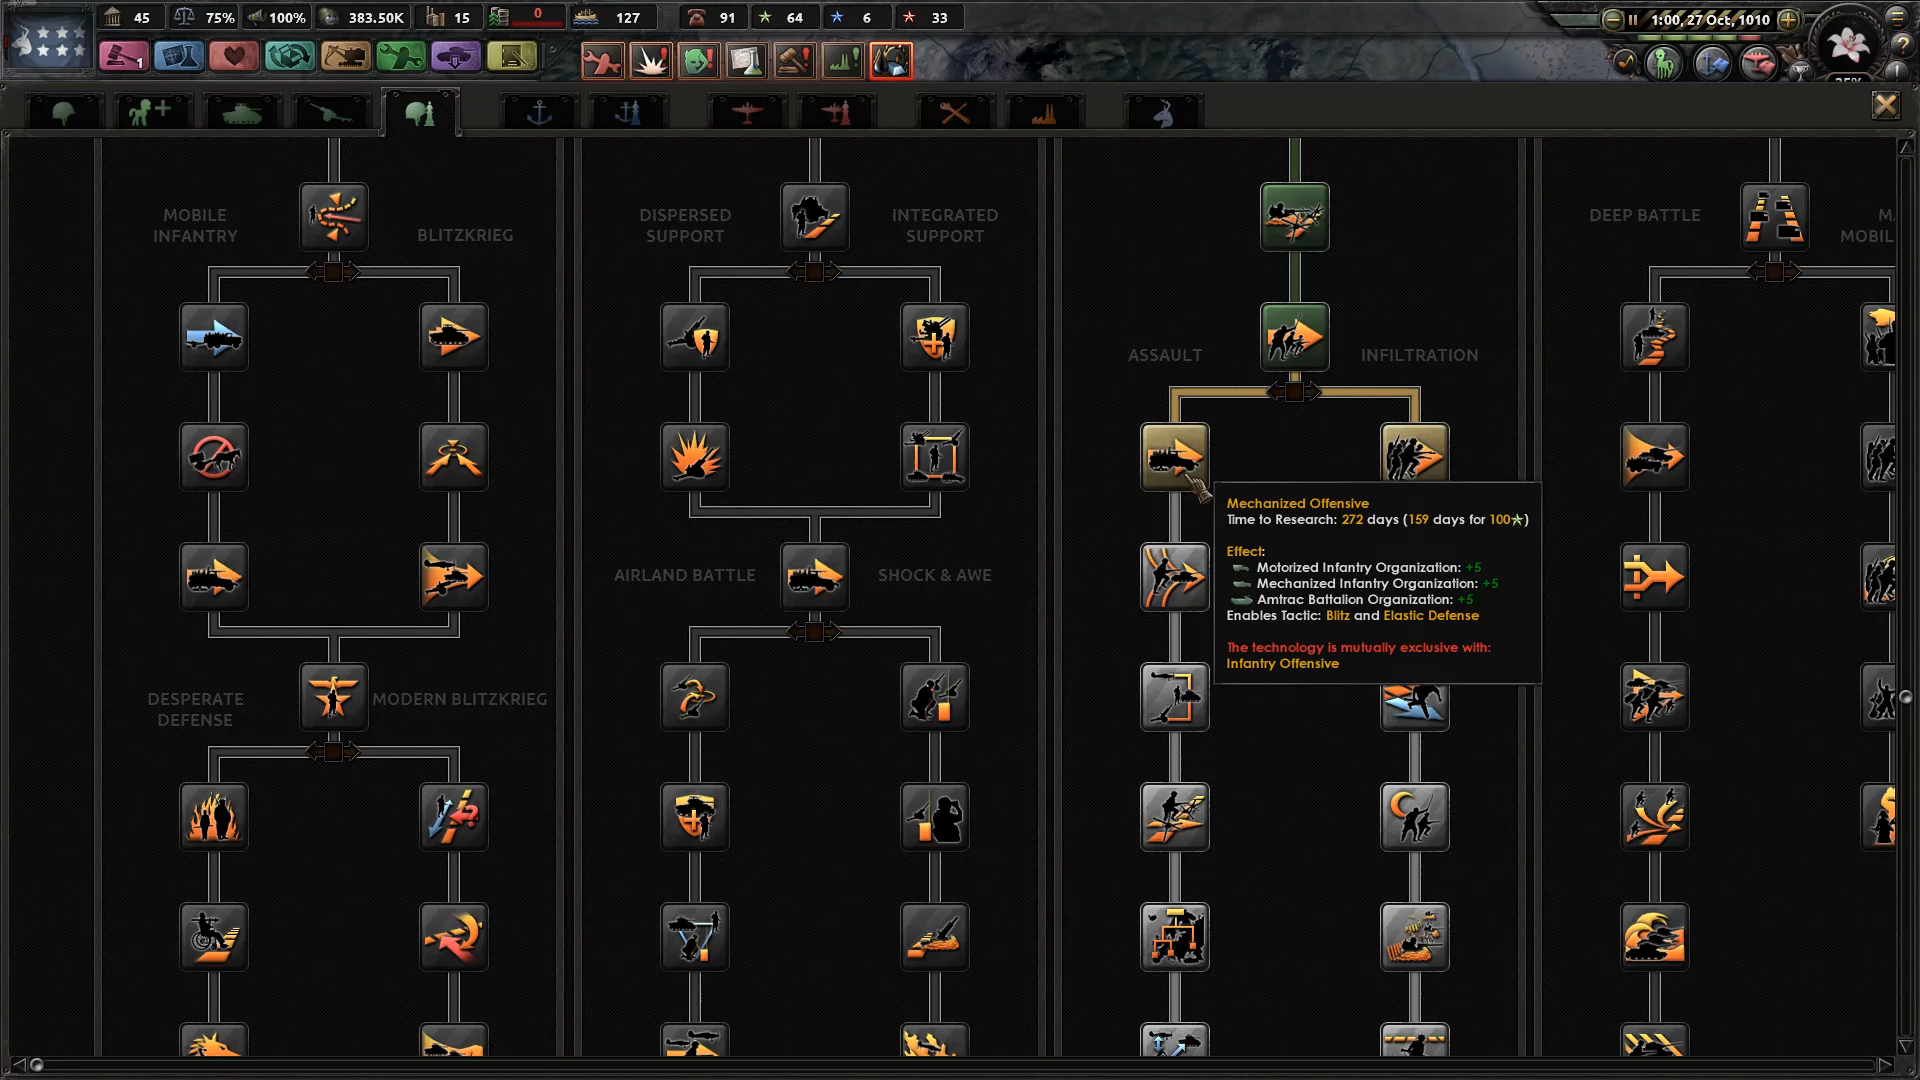 45 75% 100% 383.50K 15 0 127 91 64 6 33
1:00, 27 Oct, 1010
1
MOBILE INFANTRY
BLITZKRIEG
DISPERSED SUPPORT
INTEGRATED SUPPORT
ASSAULT
INFILTRATION
DEEP BATTLE
MOBIL
Mechanized Offensive
Time to Research: 272 days (159 days for 100)
Effect:
Motorized Infantry Organization: +5
Mechanized Infantry Organization: +5
Amtrac Battalion Organization: +5
Enables Tactic: Blitz and Elastic Defense
The technology is mutually exclusive with:
Infantry Offensive
AIRLAND BATTLE
SHOCK & AWE
DESPERATE DEFENSE
MODERN BLITZKRIEG